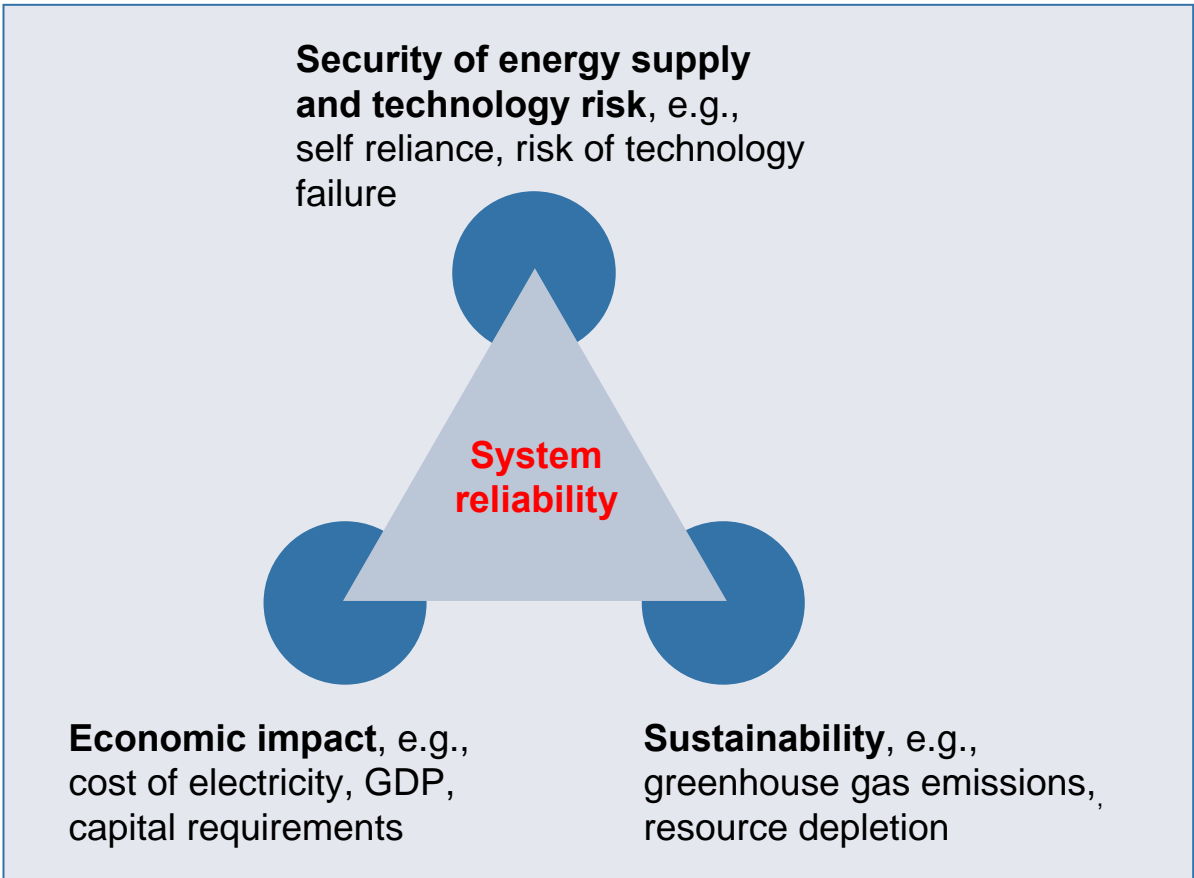 Security of energy supply
and technology risk, e.g.,
self reliance, risk of technology
failure
System
reliability
Economic impact, e.g.,
cost of electricity, GDP,
capital requirements
Sustainability, e.g.,
greenhouse gas emissions,,
resource depletion